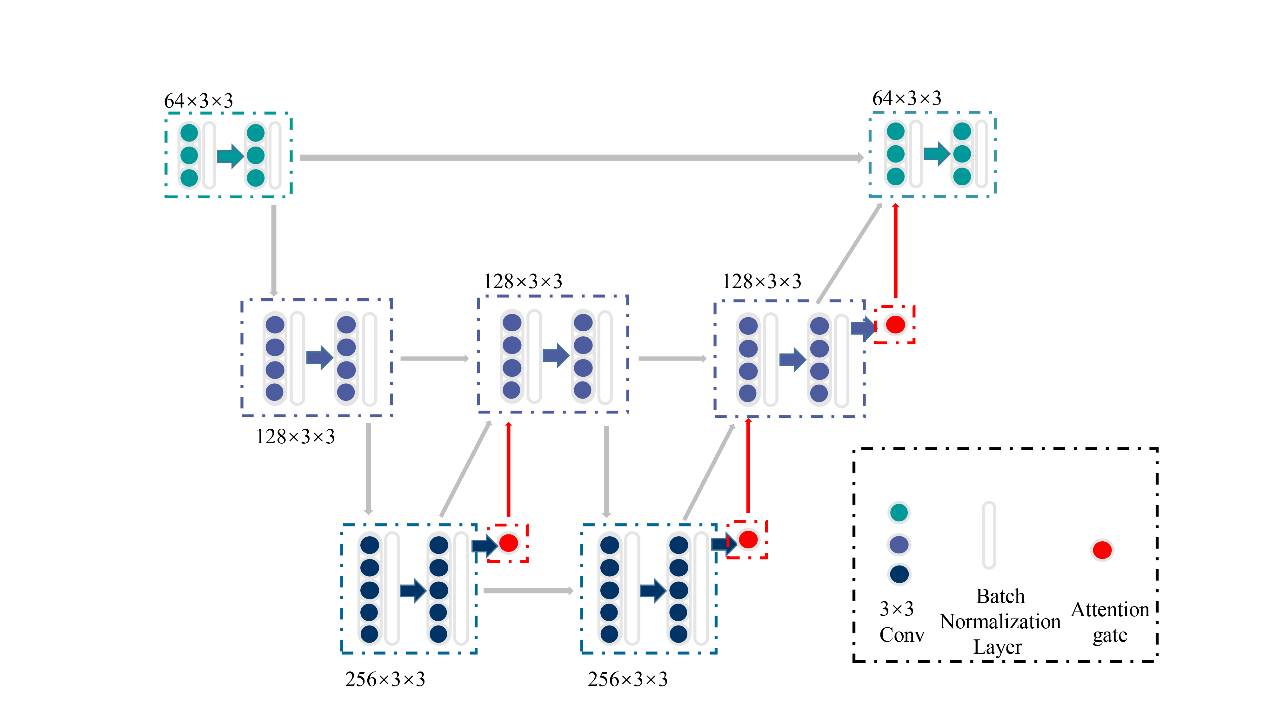 64×3×3
64×3×3
128×3×3
128×3×3
128×3×3
256×3×3
256×3×3
3×3
Conv
Batch
Normalization
Layer
Attention
gate